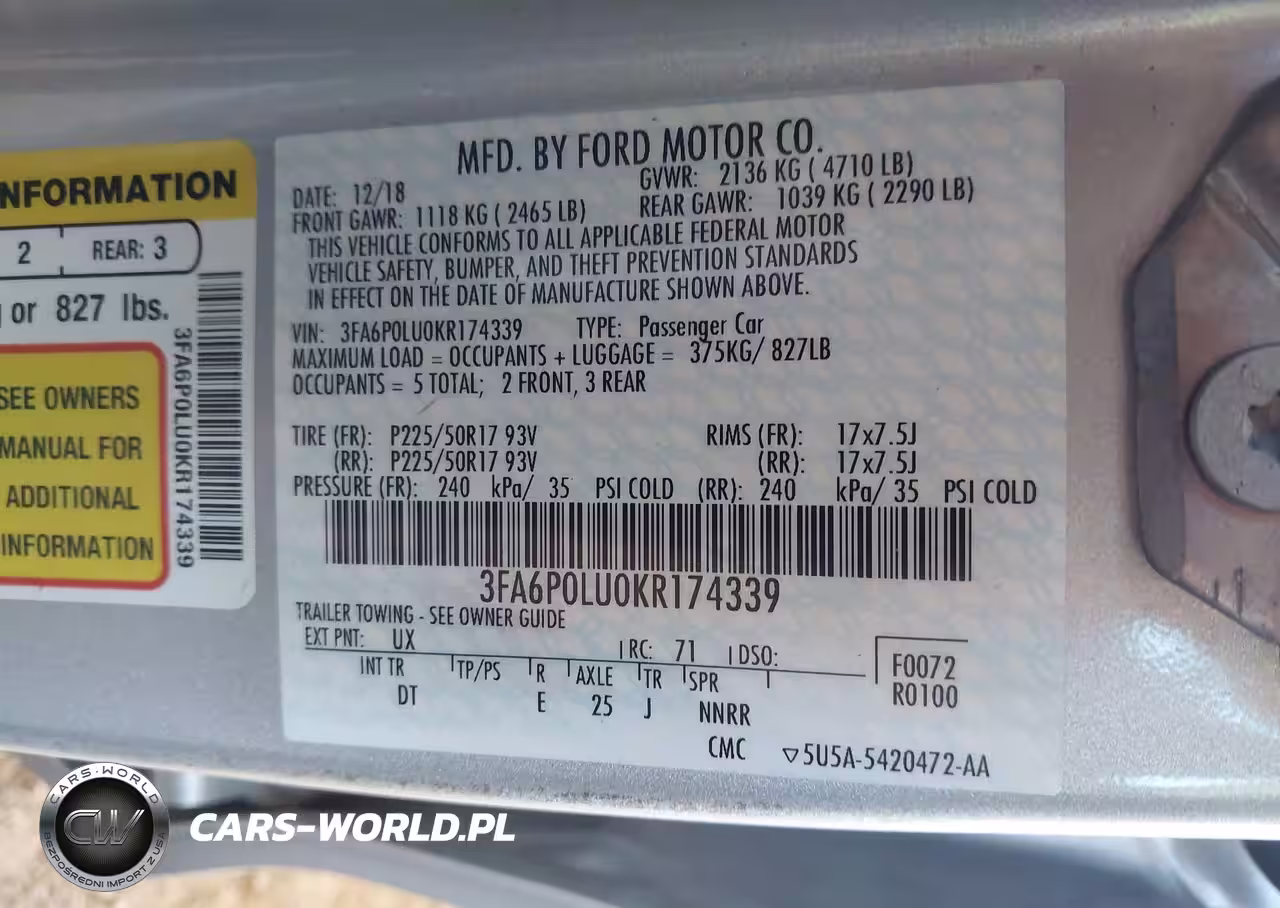 NFORMATION
2 REAR: 3
or 827 lbs.
SEE OWNERS
MANUAL FOR
ADDITIONAL
INFORMATION
3FA6P0LU0KR174339
MFD. BY FORD MOTOR CO.
DATE: 12/18 GVWR: 2136 KG ( 4710 LB)
FRONT GAWR: 1118 KG ( 2465 LB) REAR GAWR: 1039 KG ( 2290 LB)
THIS VEHICLE CONFORMS TO ALL APPLICABLE FEDERAL MOTOR
VEHICLE SAFETY, BUMPER, AND THEFT PREVENTION STANDARDS
IN EFFECT ON THE DATE OF MANUFACTURE SHOWN ABOVE.
VIN: 3FA6P0LU0KR174339 TYPE: Passenger Car
MAXIMUM LOAD = OCCUPANTS + LUGGAGE = 375KG/ 827LB
OCCUPANTS = 5 TOTAL; 2 FRONT, 3 REAR
TIRE (FR): P225/50R17 93V RIMS (FR): 17x7.5J
(RR): P225/50R17 93V (RR): 17x7.5J
PRESSURE (FR): 240 kPa/ 35 PSI COLD (RR): 240 kPa/ 35 PSI COLD
3FA6P0LU0KR174339
TRAILER TOWING - SEE OWNER GUIDE
EXT PNT: UX RC: 71 DSO: F0072
INT TR TP/PS R AXLE TR SPR R0100
DT E 25 J NNRR
CMC ▽5U5A-5420472-AA
CARS-WORLD
CW
BEZPOŚREDNI IMPORT Z USA
CARS-WORLD.PL